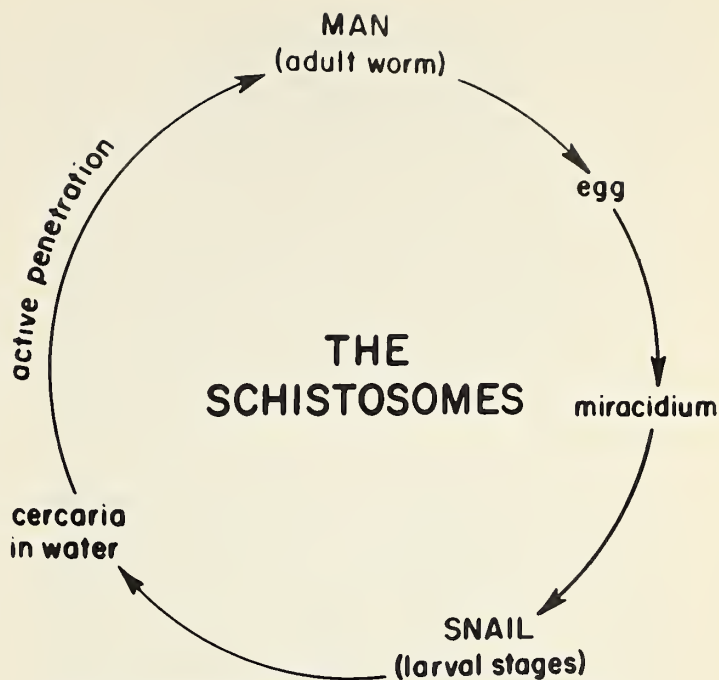 MAN
(adult worm)
egg
active penetration
THE
SCHISTOSOMES
miracidium
cercaria
in water
SNAIL
(larval stages)